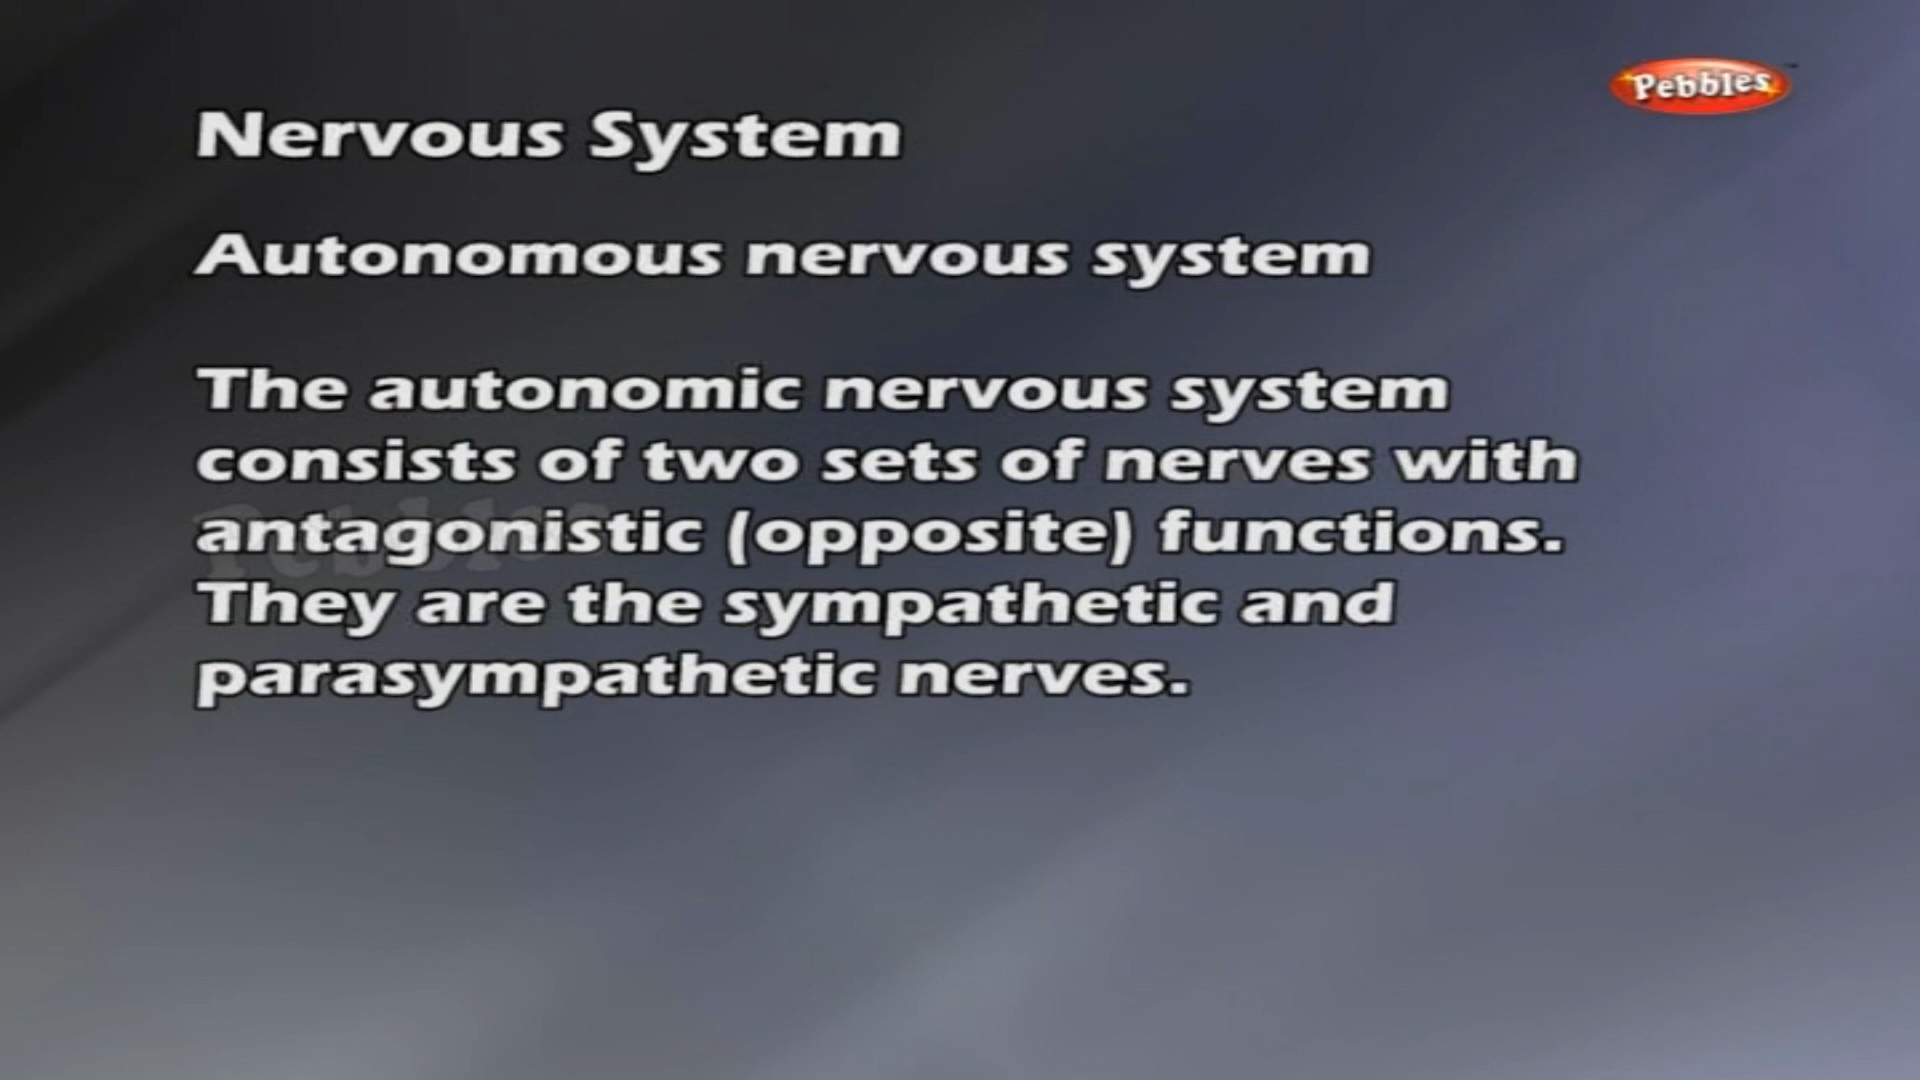 Pebbles
Nervous System
Autonomous nervous system
The autonomic nervous system
consists of two sets of nerves with
antagonistic (opposite) functions.
They are the sympathetic and
parasympathetic nerves.
Pebbles